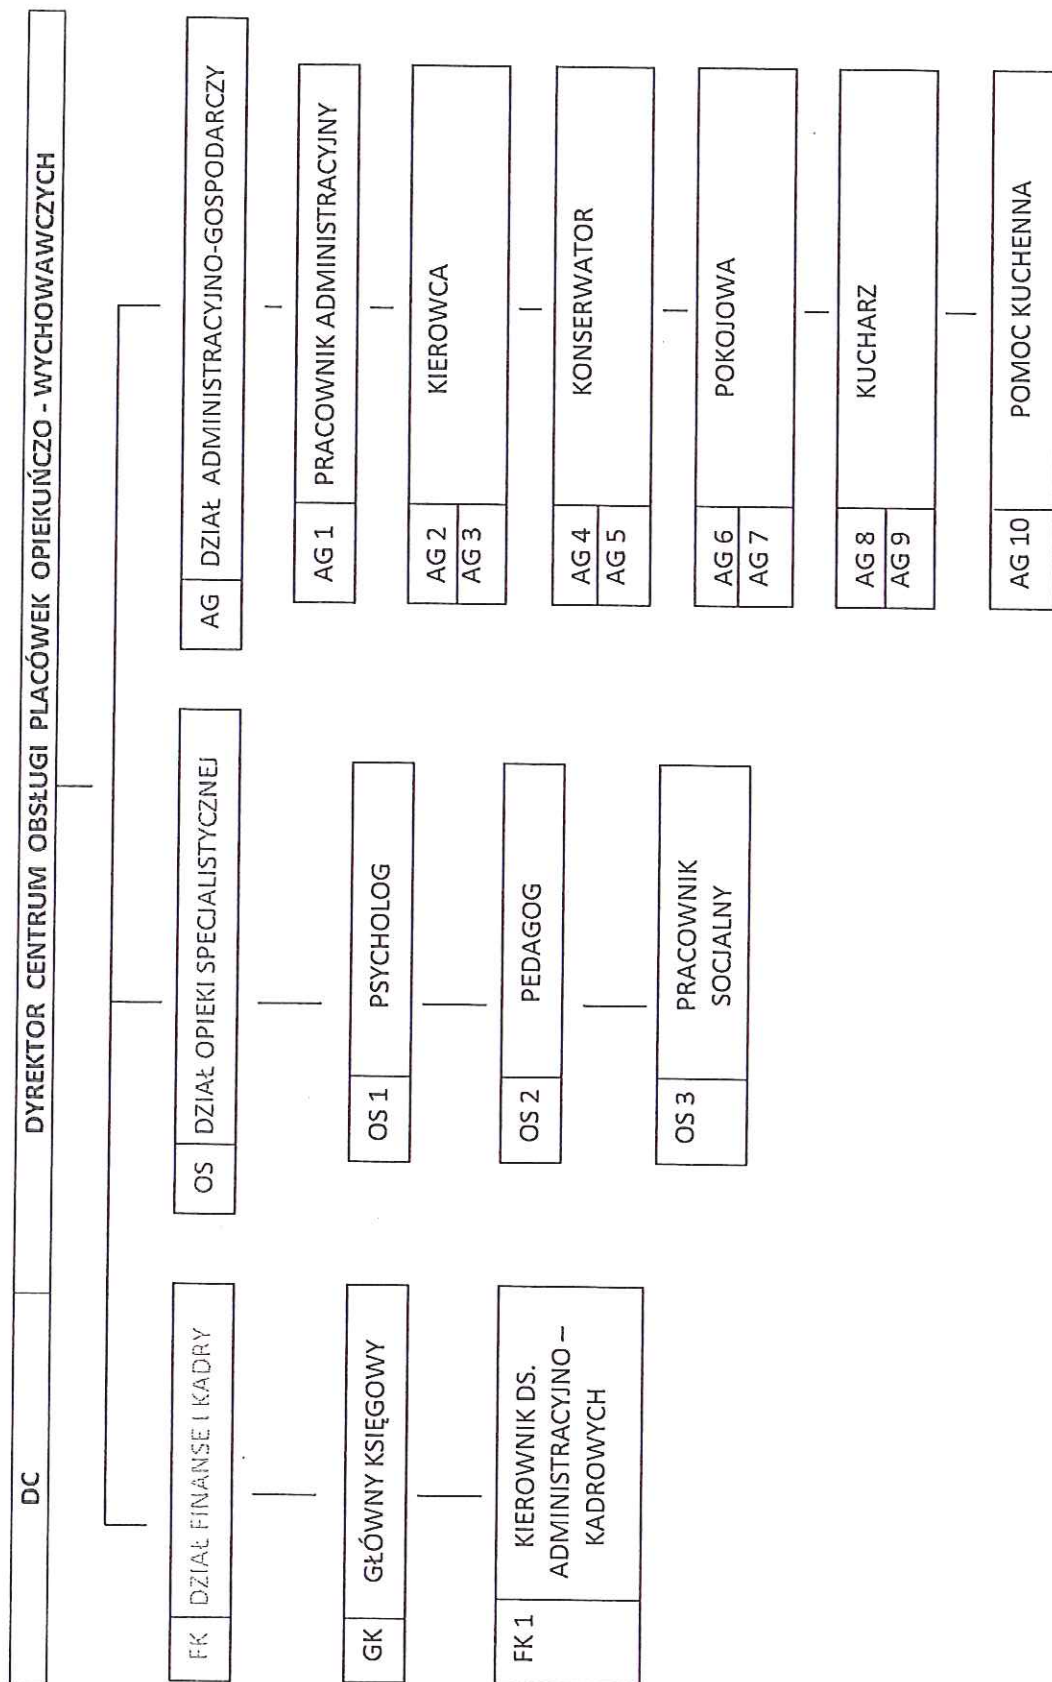 DC
DYREKTOR CENTRUM OBSŁUGI PLACÓWEK OPIEKUŃCZO - WYCHOWAWCZYCH
FK
DZIAŁ FINANSE I KADRY
GK
GŁÓWNY KSIĘGOWY
FK 1
KIEROWNIK DS.
ADMINISTRACYJNO –
KADROWYCH
OS
DZIAŁ OPIEKI SPECJALISTYCZNEJ
OS 1
PSYCHOLOG
OS 2
PEDAGOG
OS 3
PRACOWNIK
SOCJALNY
AG
DZIAŁ ADMINISTRACYJNO-GOSPODARCZY
AG 1
PRACOWNIK ADMINISTRACYJNY
AG 2
AG 3
KIEROWCA
AG 4
AG 5
KONSERWATOR
AG 6
AG 7
POKOJOWA
AG 8
AG 9
KUCHARZ
AG 10
POMOC KUCHENNA